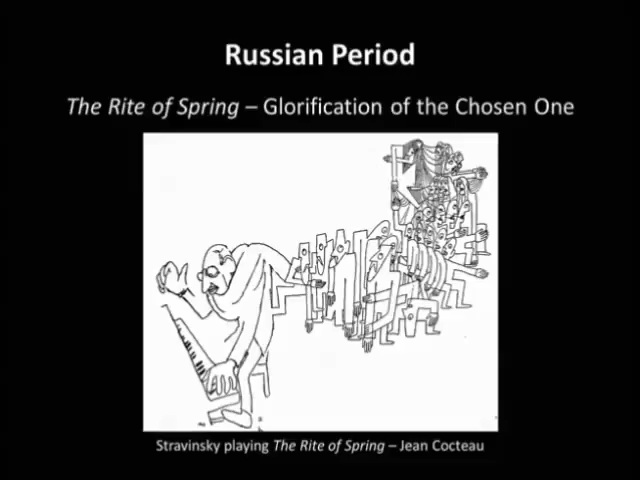 Russian Period
The Rite of Spring – Glorification of the Chosen One
Stravinsky playing The Rite of Spring – Jean Cocteau